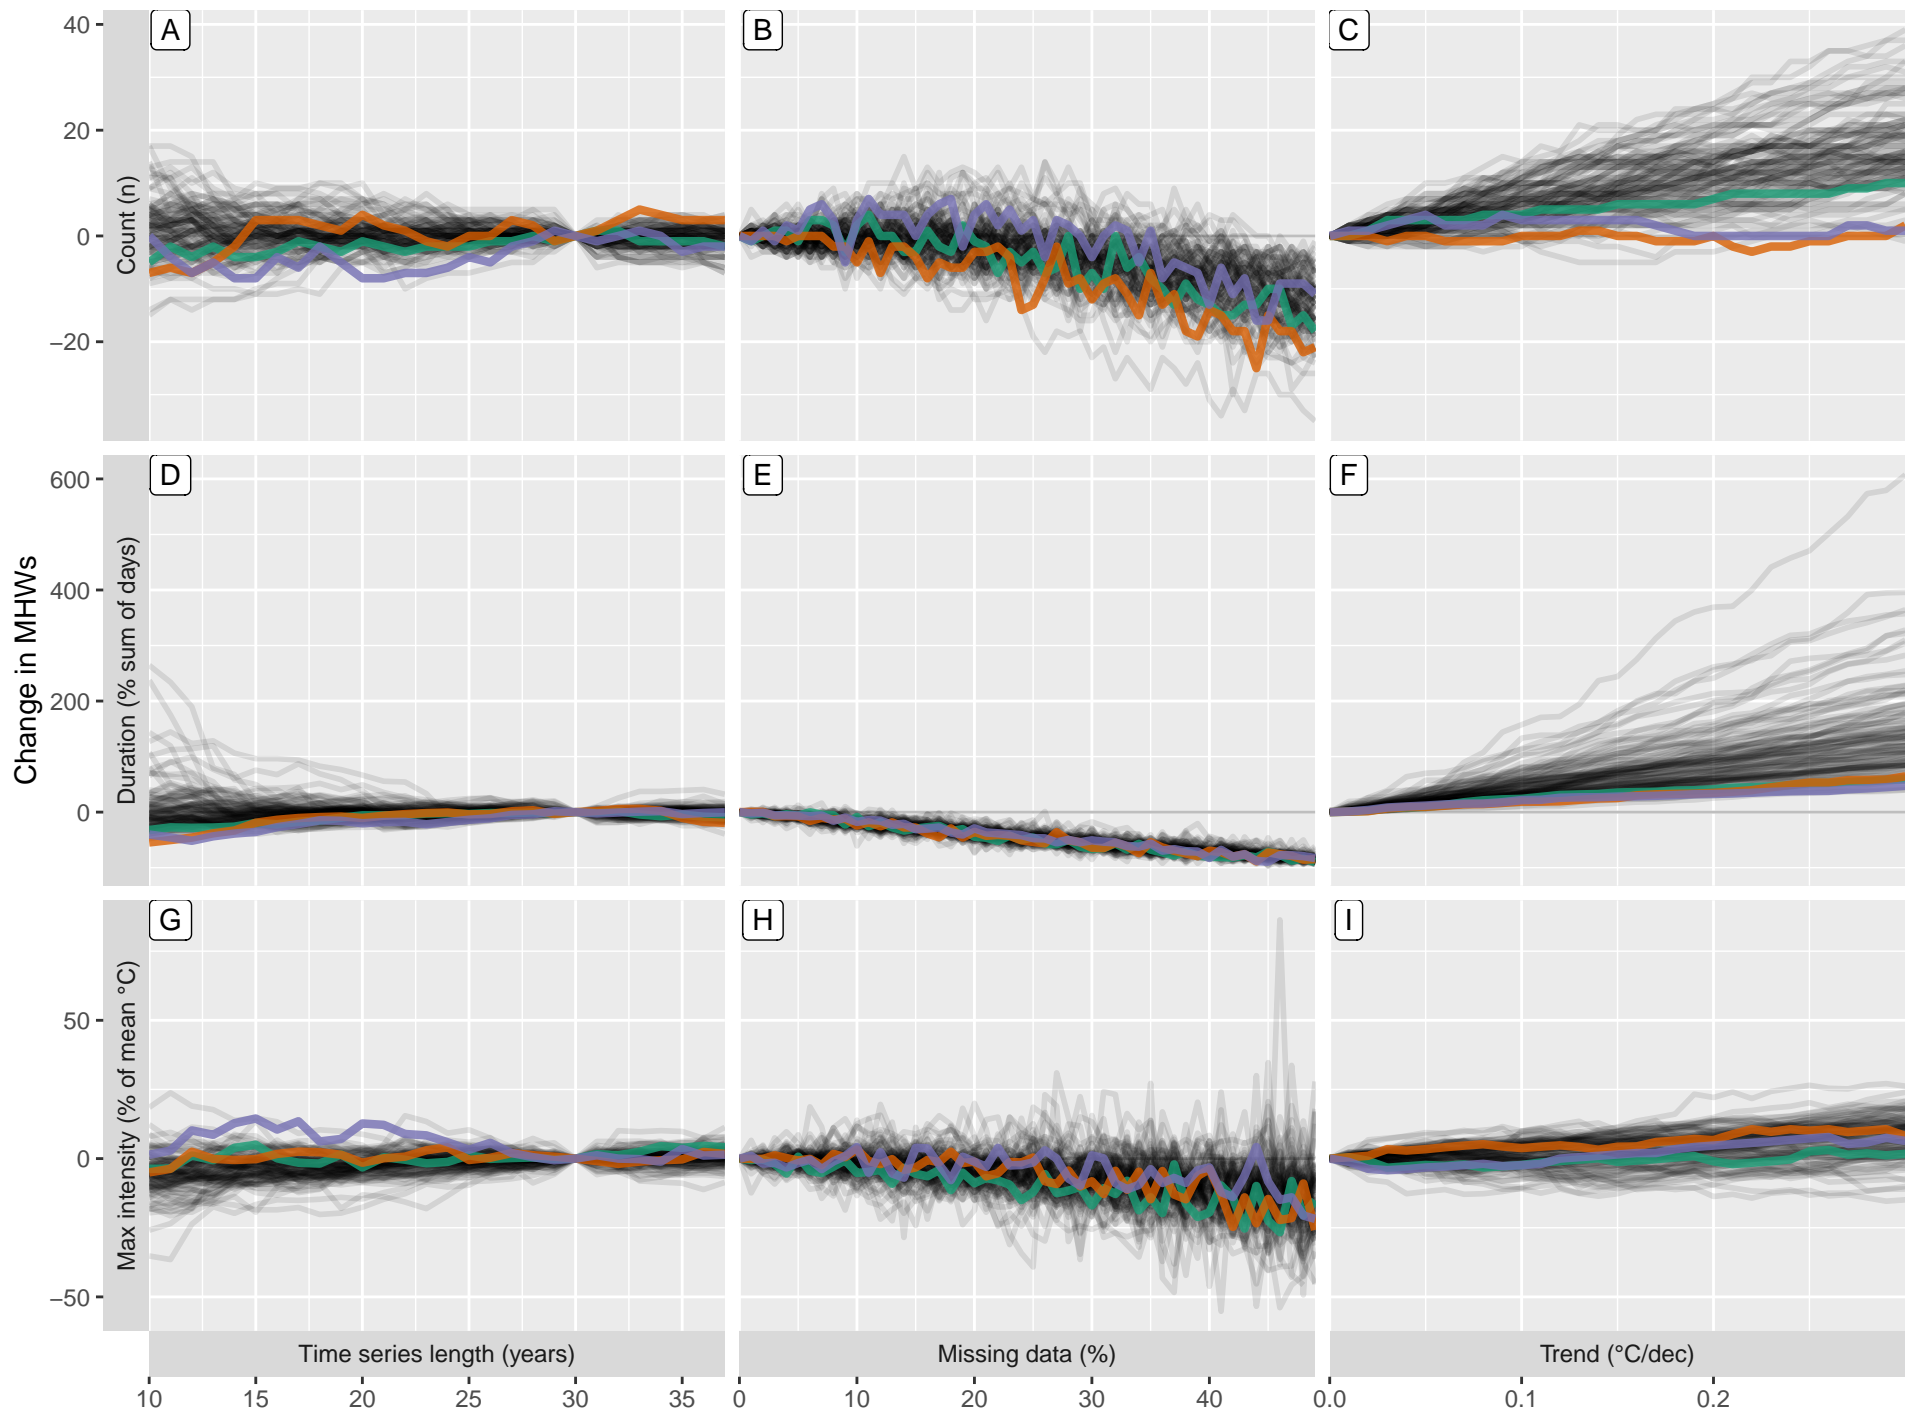 Change in MHWs
Count (n)
40
20
0
−20
A
B
C
Duration (% sum of days)
600
400
200
0
D
E
F
Max intensity (% of mean °C)
50
0
−50
G
H
I
Time series length (years)
Missing data (%)
Trend (°C/dec)
10 15 20 25 30 35
0 10 20 30 40
0.0 0.1 0.2